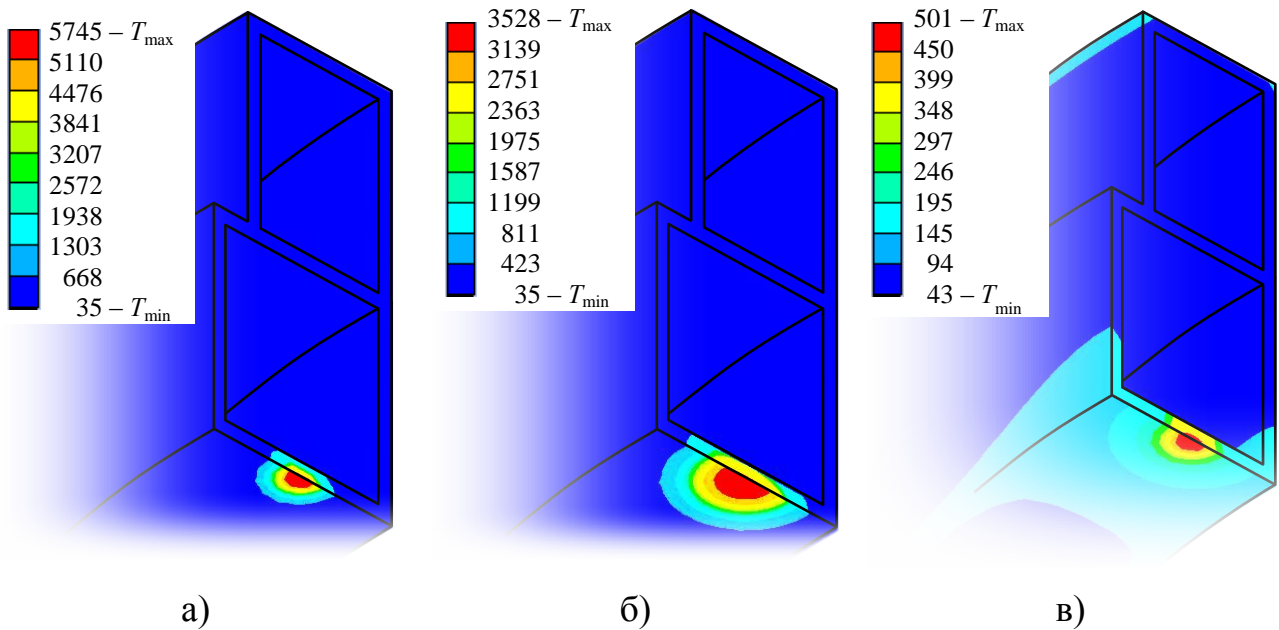 5745 – Tmax
5110
4476
3841
3207
2572
1938
1303
668
35 – Tmin
3528 – Tmax
3139
2751
2363
1975
1587
1199
811
423
35 – Tmin
501 – Tmax
450
399
348
297
246
195
145
94
43 – Tmin
а)
б)
в)